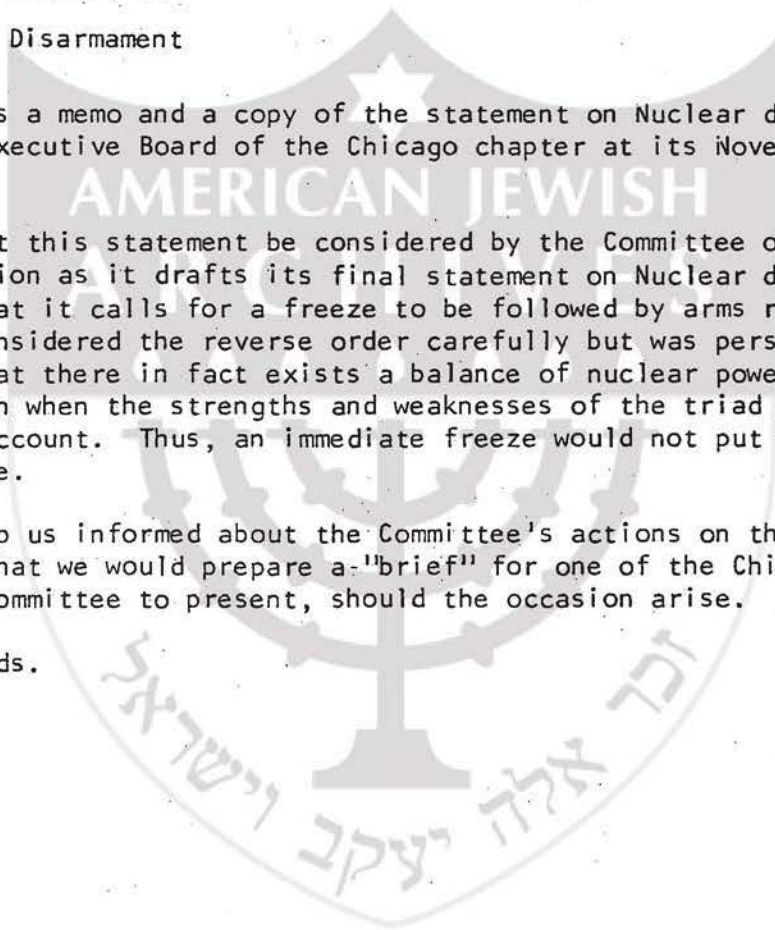 Disarmament
s a memo and a copy of the statement on Nuclear d
xecutive Board of the Chicago chapter at its Nove
AMERICAN JEWISH
t this statement be considered by the Committee o
ion as it drafts its final statement on Nuclear d
ARCHIVES
at it calls for a freeze to be followed by arms r
nsidered the reverse order carefully but was pers
at there in fact exists a balance of nuclear powe
n when the strengths and weaknesses of the triad
ccount. Thus, an immediate freeze would not put
e.
p us informed about the Committee's actions on th
hat we would prepare a-"brief" for one of the Chi
ommittee to present, should the occasion arise.
ds.
זכר אלה יעקב וישראל